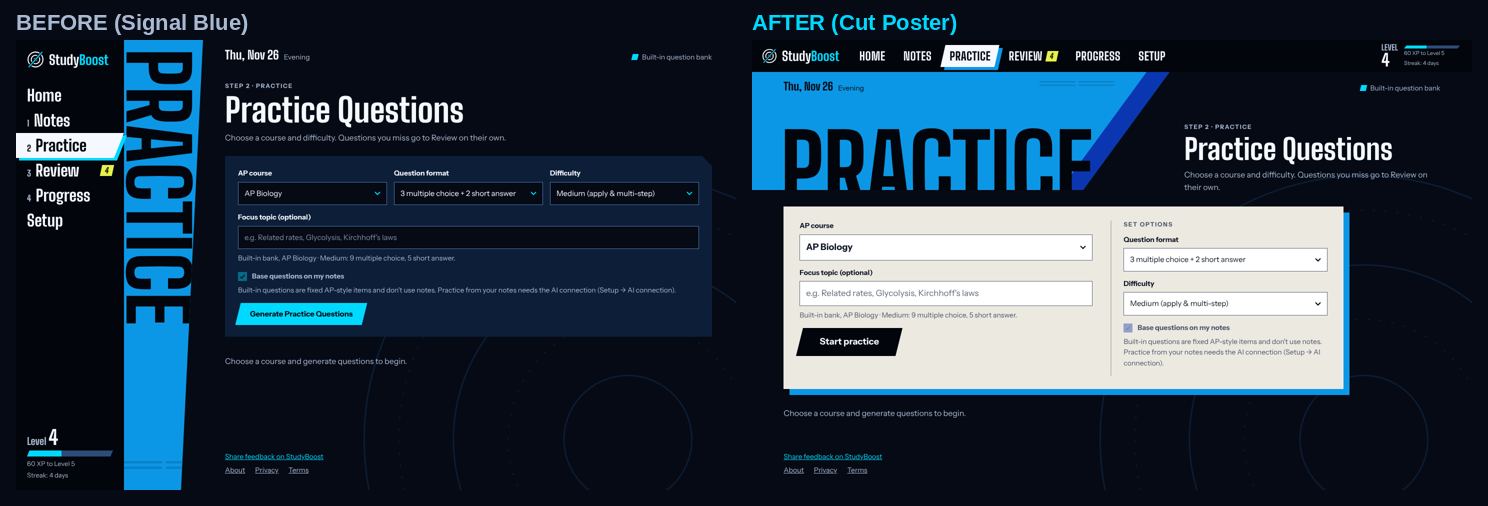 BEFORE (Signal Blue)
StudyBoost
Home
1 Notes
2 Practice
3 Review 4
4 Progress
Setup
Level 4
60 XP to Level 5
Streak: 4 days
PRACTICE
Thu, Nov 26 Evening
Built-in question bank
STEP 2 · PRACTICE
Practice Questions
Choose a course and difficulty. Questions you miss go to Review on their own.
AP course
Question format
Difficulty
AP Biology
3 multiple choice + 2 short answer
Medium (apply & multi-step)
Focus topic (optional)
e.g. Related rates, Glycolysis, Kirchhoff's laws
Built-in bank, AP Biology · Medium: 9 multiple choice, 5 short answer.
Base questions on my notes
Built-in questions are fixed AP-style items and don't use notes. Practice from your notes needs the AI connection (Setup → AI connection).
Generate Practice Questions
Choose a course and generate questions to begin.
Share feedback on StudyBoost
About Privacy Terms
AFTER (Cut Poster)
StudyBoost
HOME
NOTES
PRACTICE
REVIEW 4
PROGRESS
SETUP
LEVEL
4
60 XP to Level 5
Streak: 4 days
Thu, Nov 26 Evening
Built-in question bank
PRACTICE
STEP 2 · PRACTICE
Practice Questions
Choose a course and difficulty. Questions you miss go to Review on
their own.
AP course
AP Biology
Focus topic (optional)
e.g. Related rates, Glycolysis, Kirchhoff's laws
Built-in bank, AP Biology · Medium: 9 multiple choice, 5 short answer.
Start practice
SET OPTIONS
Question format
3 multiple choice + 2 short answer
Difficulty
Medium (apply & multi-step)
Base questions on my notes
Built-in questions are fixed AP-style items and don't use notes.
Practice from your notes needs the AI connection (Setup → AI
connection).
Choose a course and generate questions to begin.
Share feedback on StudyBoost
About Privacy Terms